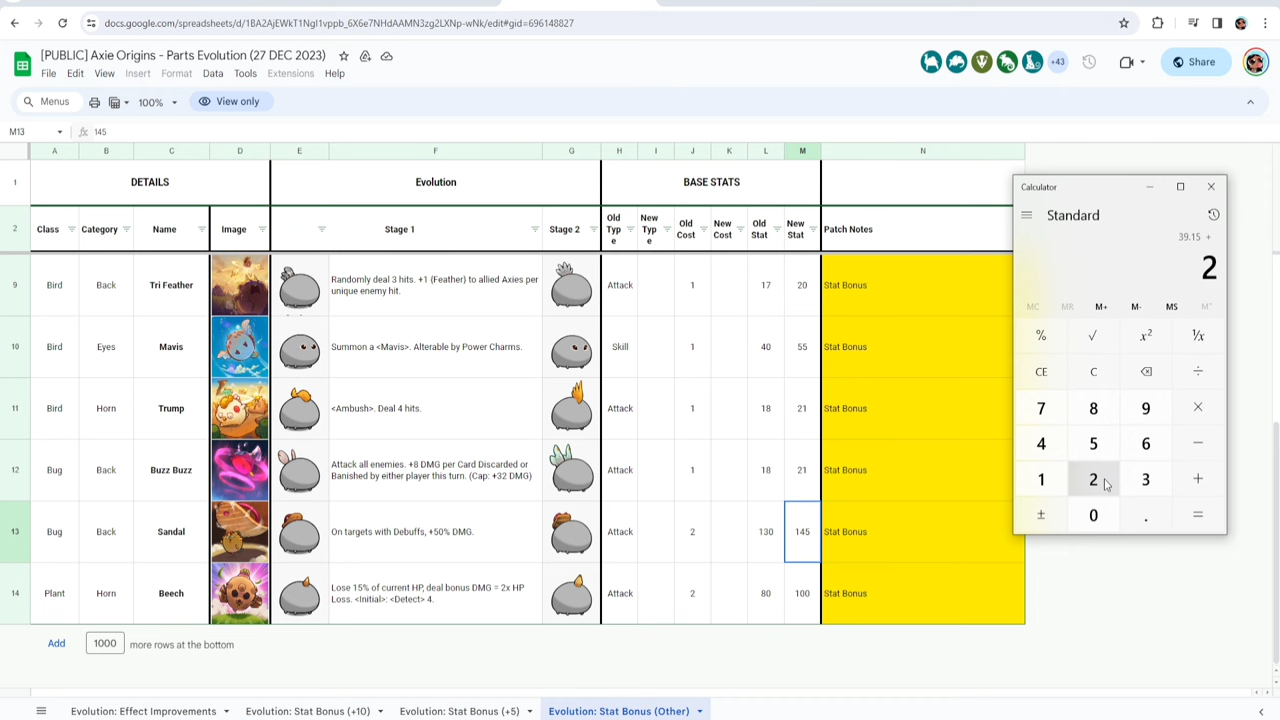 docs.google.com/spreadsheets/d/1BA2AjEWkT1NgI1vppb_6X6e7NHdAAMN3zg2LXNp-wNk/edit#gid=696148827
[PUBLIC] Axie Origins - Parts Evolution (27 DEC 2023)
File Edit View Insert Format Data Tools Extensions Help
+43
Share
Menus
100%
View only
M13
fx 145
A B C D E F G H I J K L M N
1 DETAILS Evolution BASE STATS
2 Class Category Name Image Stage 1 Stage 2 Old Type New Type Old Cost New Cost Old Stat New Stat Patch Notes
9 Bird Back Tri Feather Randomly deal 3 hits. +1 (Feather) to allied Axies per unique enemy hit. Attack 1 17 20 Stat Bonus
10 Bird Eyes Mavis Summon a <Mavis>. Alterable by Power Charms. Skill 1 40 55 Stat Bonus
11 Bird Horn Trump <Ambush>. Deal 4 hits. Attack 1 18 21 Stat Bonus
12 Bug Back Buzz Buzz Attack all enemies. +8 DMG per Card Discarded or Banished by either player this turn. (Cap: +32 DMG) Attack 1 18 21 Stat Bonus
13 Bug Back Sandal On targets with Debuffs, +50% DMG. Attack 2 130 145 Stat Bonus
14 Plant Horn Beech Lose 15% of current HP, deal bonus DMG = 2x HP Loss. <Initial>: <Detect> 4. Attack 2 80 100 Stat Bonus
Add 1000 more rows at the bottom
Evolution: Effect Improvements Evolution: Stat Bonus (+10) Evolution: Stat Bonus (+5) Evolution: Stat Bonus (Other)
Calculator
Standard
39.15 +
2
MC MR M+ M- MS M˅
% √ x² ¹/x
CE C ⌫ ÷
7 8 9 ×
4 5 6 −
1 2 3 +
± 0 . =